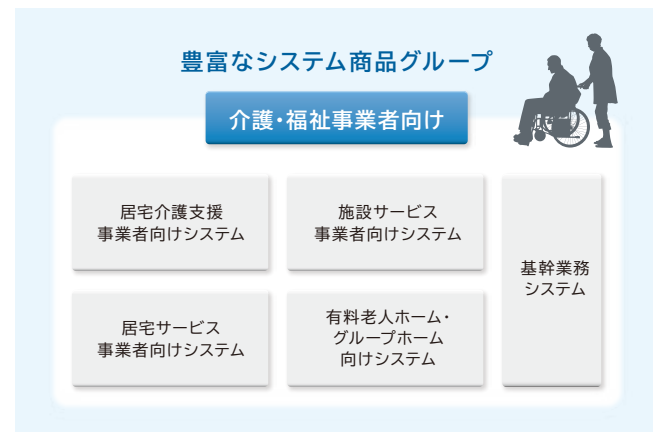 豊富なシステム商品グループ
介護・福祉事業者向け
居宅介護支援
事業者向けシステム
施設サービス
事業者向けシステム
居宅サービス
事業者向けシステム
有料老人ホーム・
グループホーム
向けシステム
基幹業務
システム